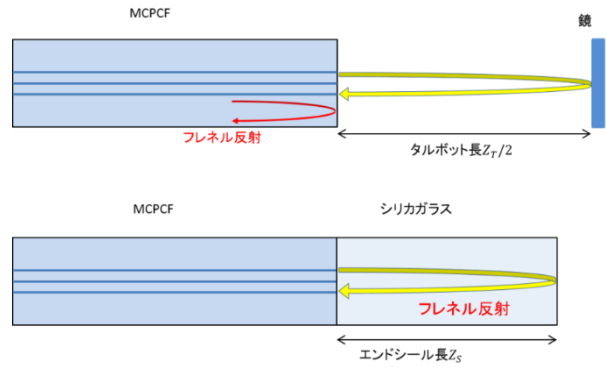 MCPCF
鏡
フレネル反射
タルボット長Z_T/2
MCPCF
シリカガラス
フレネル反射
エンドシール長Z_S